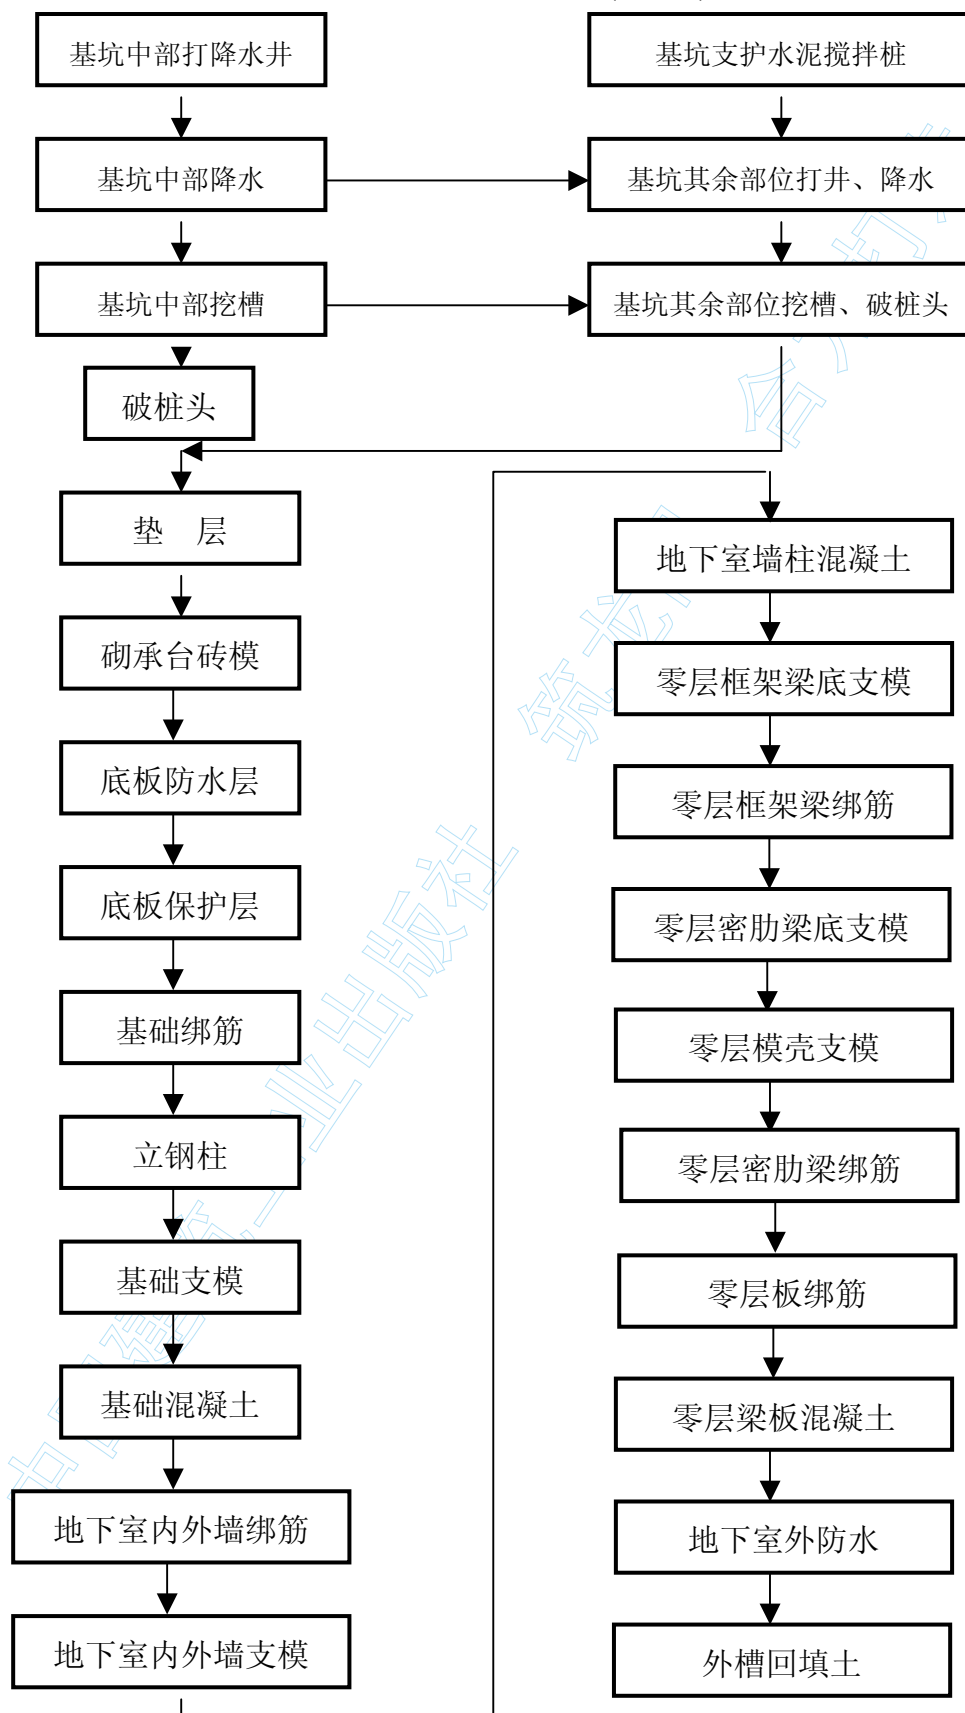 基坑中部打降水井
基坑支护水泥搅拌桩
基坑中部降水
基坑其余部位打井、降水
基坑中部挖槽
基坑其余部位挖槽、破桩头
破桩头
垫 层
砌承台砖模
底板防水层
底板保护层
基础绑筋
立钢柱
基础支模
基础混凝土
地下室内外墙绑筋
地下室内外墙支模
地下室墙柱混凝土
零层框架梁底支模
零层框架梁绑筋
零层密肋梁底支模
零层模壳支模
零层密肋梁绑筋
零层板绑筋
零层梁板混凝土
地下室外防水
外槽回填土